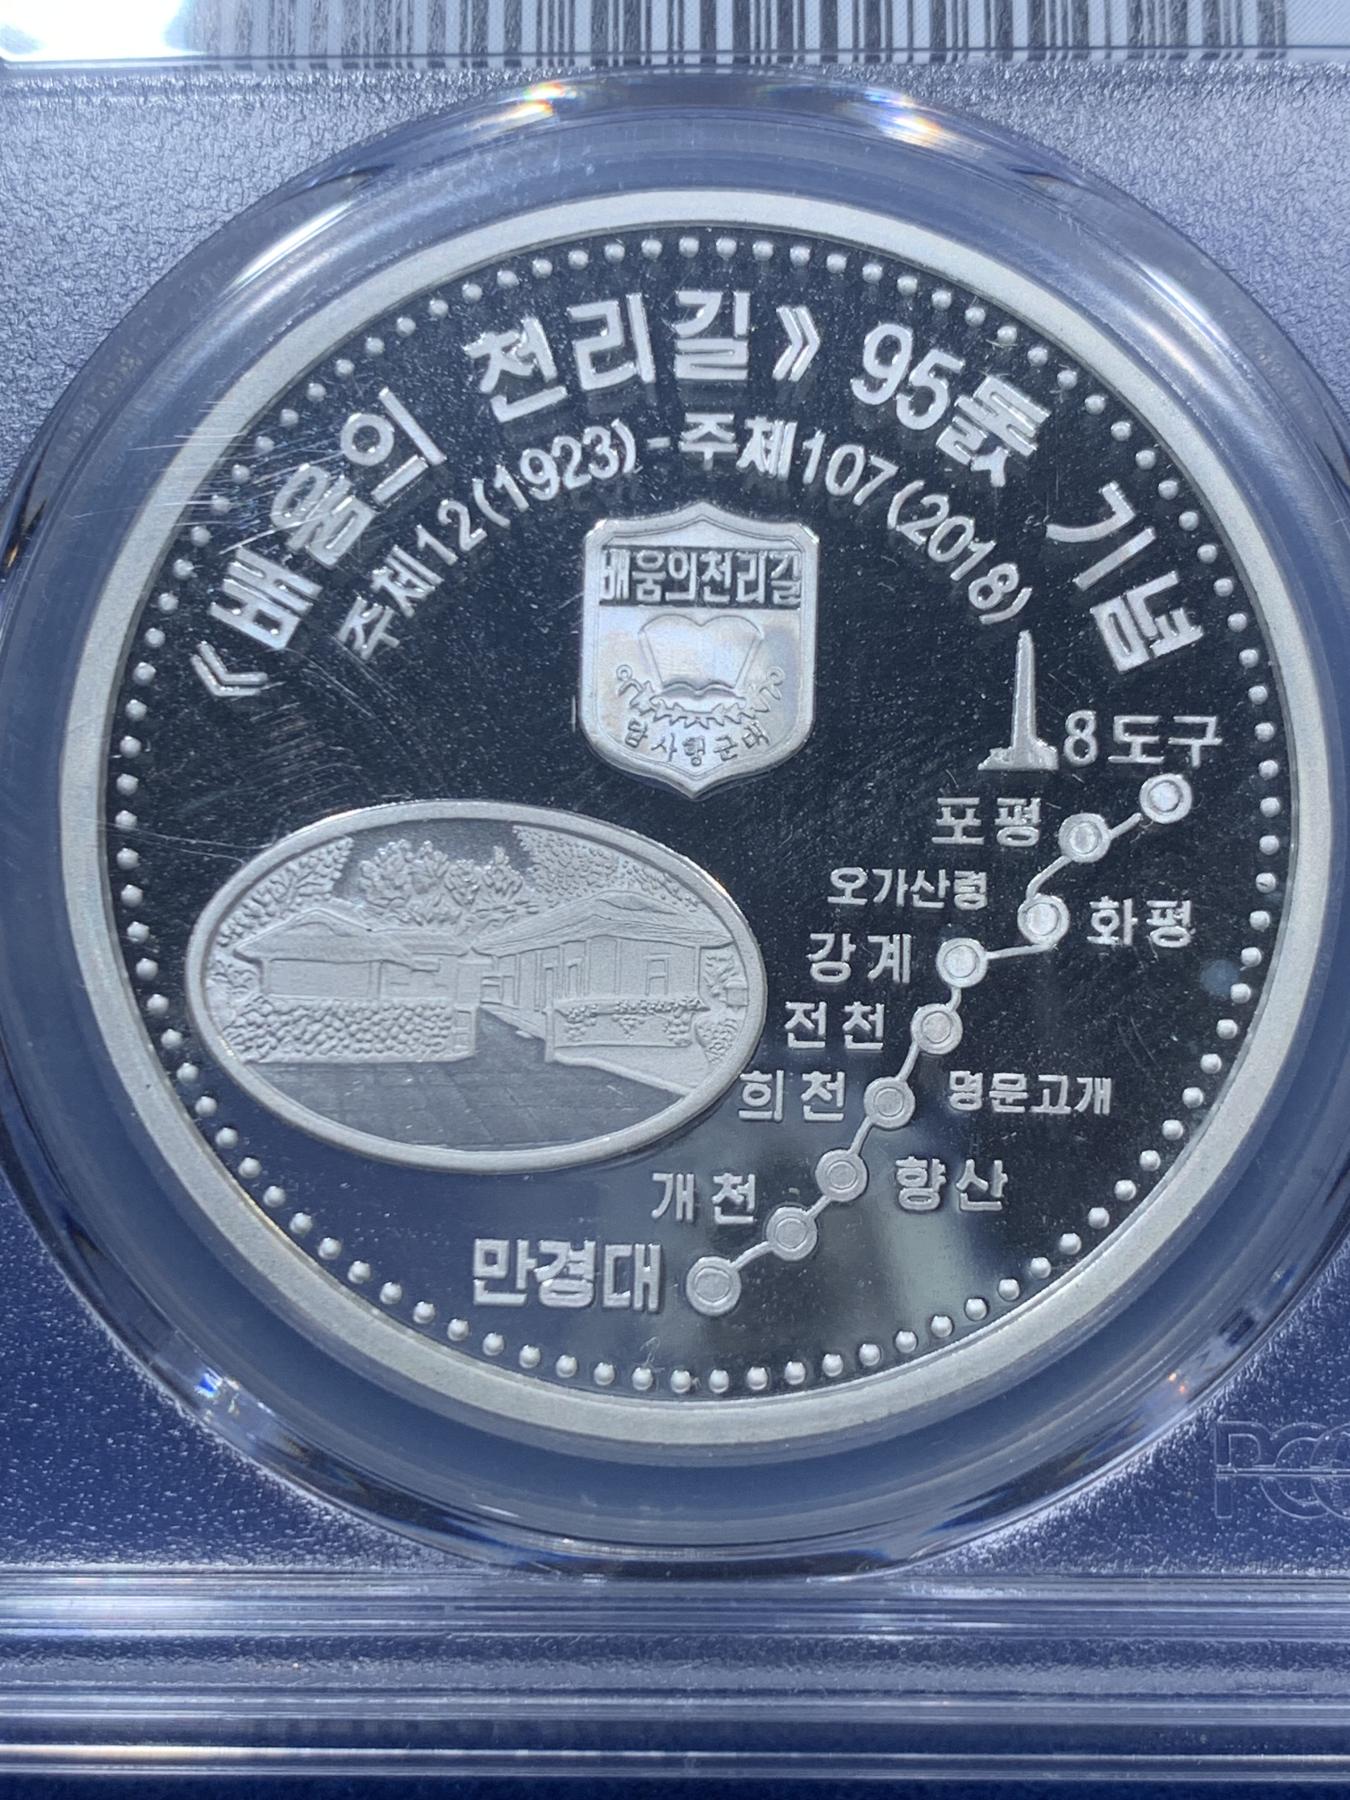 《배움의 천리길》 95돐 기념
주체12(1923)-주체107(2018)
배움의천리길
답사행군대
8도구
포평
오가산령
화평
강계
전천
희천
명문고개
개천
향산
만경대
PCG